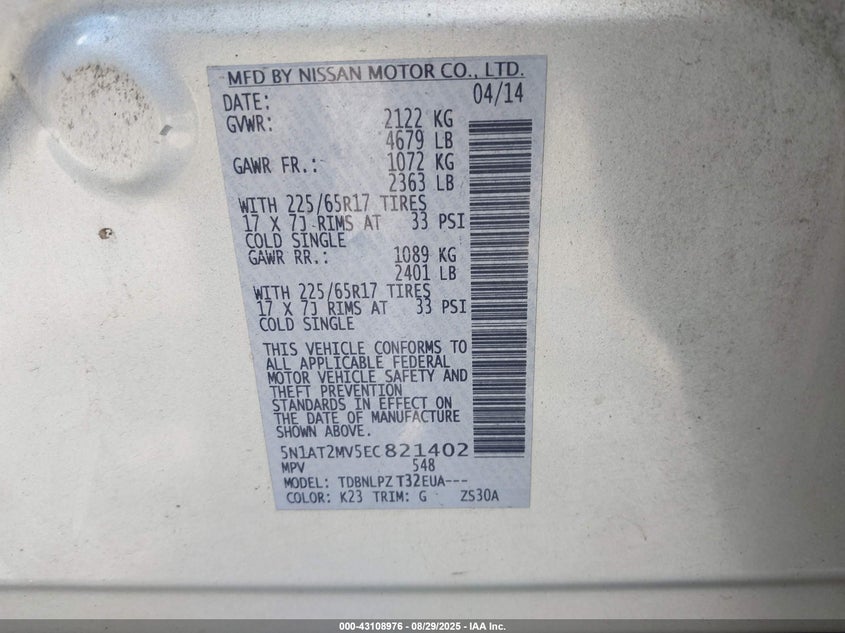 MFD BY NISSAN MOTOR CO., LTD.
DATE: 04/14
GVWR: 2122 KG
4679 LB
GAWR FR.: 1072 KG
2363 LB
WITH 225/65R17 TIRES
17 X 7J RIMS AT 33 PSI
COLD SINGLE
GAWR RR.: 1089 KG
2401 LB
WITH 225/65R17 TIRES
17 X 7J RIMS AT 33 PSI
COLD SINGLE
THIS VEHICLE CONFORMS TO
ALL APPLICABLE FEDERAL
MOTOR VEHICLE SAFETY AND
THEFT PREVENTION
STANDARDS IN EFFECT ON
THE DATE OF MANUFACTURE
SHOWN ABOVE.
5N1AT2MV5EC821402
MPV 548
MODEL: TDBNLPZ T32EUA---
COLOR: K23 TRIM: G ZS30A
000-43108976 - 08/29/2025 - IAA Inc.